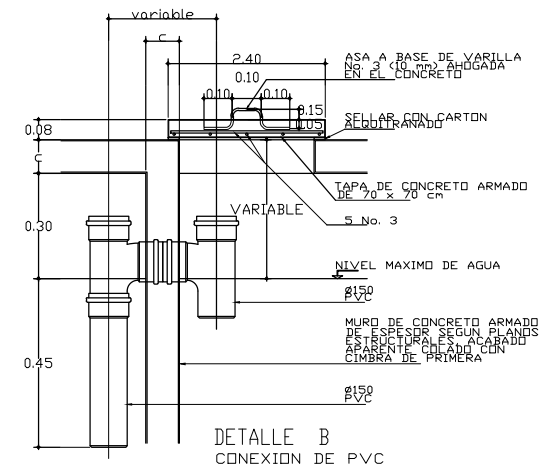 variable
c
2.40
0.10
0.10
0.10
0.15
0.05
0.08
c
0.30
0.45
VARIABLE
ASA A BASE DE VARILLA
No. 3 (10 mm) AHOGADA
EN EL CONCRETO
SELLAR CON CARTON
ALQUITRANADO
TAPA DE CONCRETO ARMADO
DE 70 x 70 cm
5 No. 3
NIVEL MAXIMO DE AGUA
ø150
PVC
MURO DE CONCRETO ARMADO
DE ESPESOR SEGUN PLANOS
ESTRUCTURALES, ACABADO
APARENTE COLADO CON
CIMBRA DE PRIMERA
ø150
PVC
DETALLE B
CONEXION DE PVC